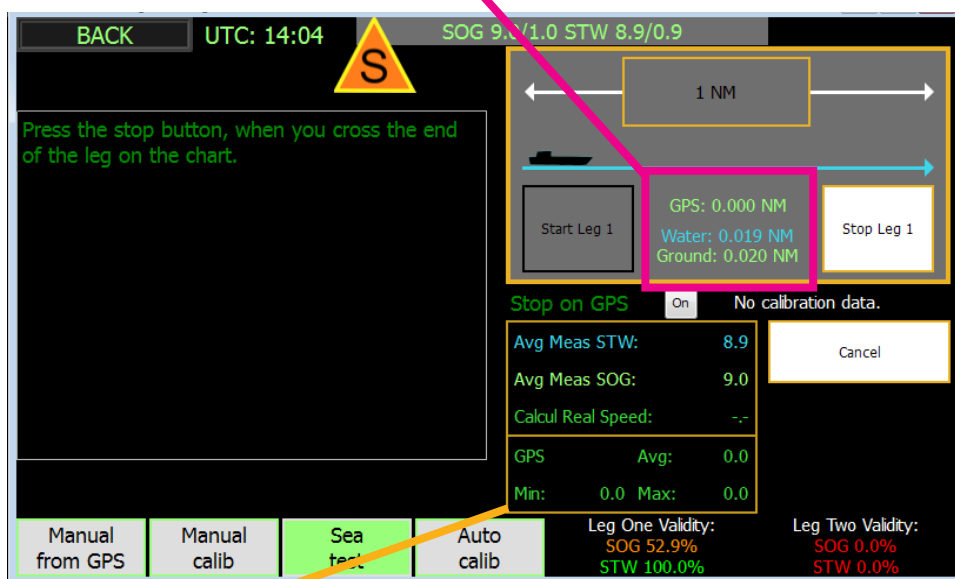 BACK UTC: 14:04 SOG 9.0/1.0 STW 8.9/0.9
S
1 NM
Press the stop button, when you cross the end
of the leg on the chart.
Start Leg 1
GPS: 0.000 NM
Water: 0.019 NM
Ground: 0.020 NM
Stop Leg 1
Stop on GPS On No calibration data.
Avg Meas STW: 8.9
Avg Meas SOG: 9.0
Calcul Real Speed: -.-
Cancel
GPS Avg: 0.0
Min: 0.0 Max: 0.0
Manual
from GPS
Manual
calib
Sea
test
Auto
calib
Leg One Validity:
SOG 52.9%
STW 100.0%
Leg Two Validity:
SOG 0.0%
STW 0.0%